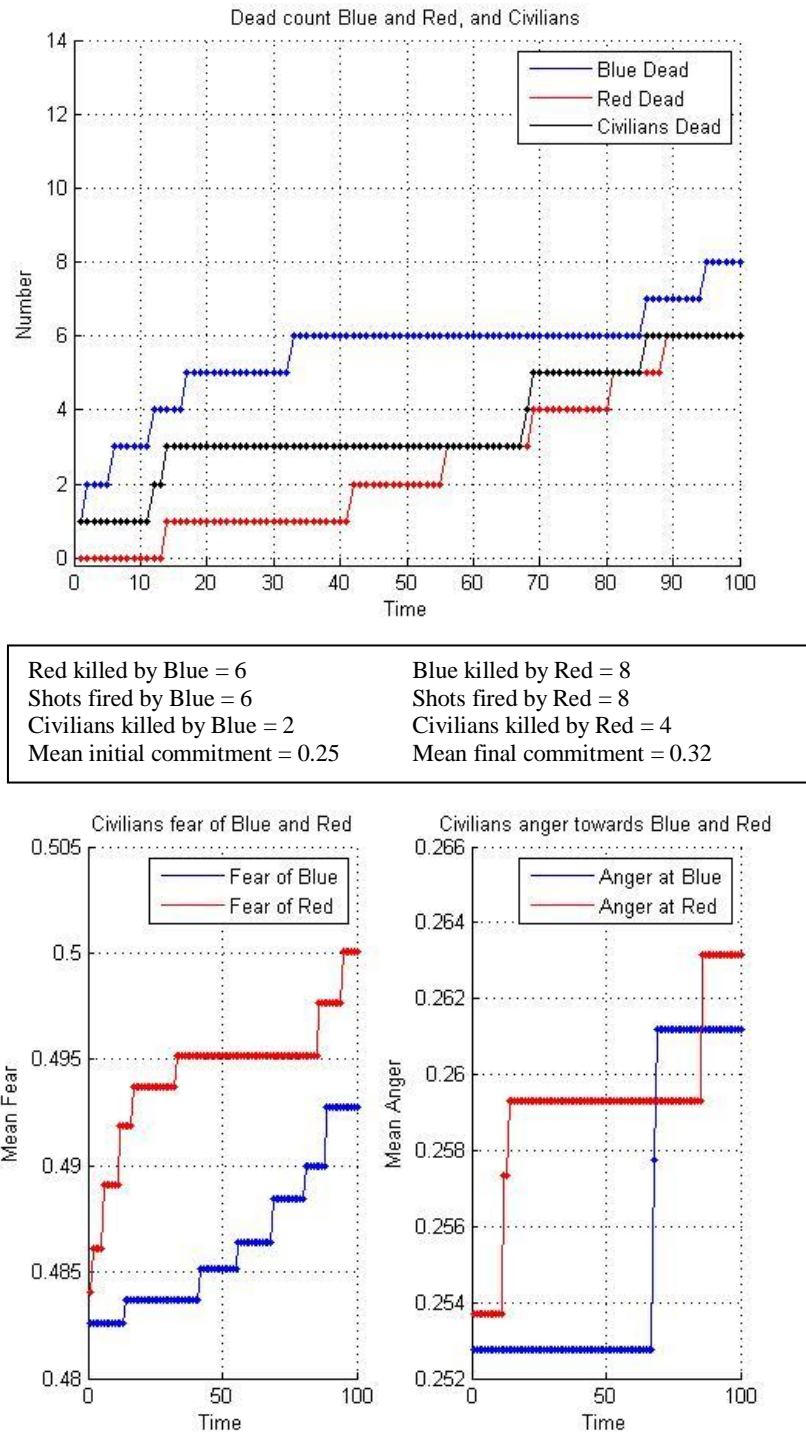 Dead count Blue and Red, and Civilians
14
12
10
8
6
4
2
0
Number
Blue Dead
Red Dead
Civilians Dead
0 10 20 30 40 50 60 70 80 90 100
Time
Red killed by Blue = 6 Blue killed by Red = 8
Shots fired by Blue = 6 Shots fired by Red = 8
Civilians killed by Blue = 2 Civilians killed by Red = 4
Mean initial commitment = 0.25 Mean final commitment = 0.32
Civilians fear of Blue and Red
0.505
0.5
0.495
0.49
0.485
0.48
Mean Fear
Fear of Blue
Fear of Red
0 50 100
Time
Civilians anger towards Blue and Red
0.266
0.264
0.262
0.26
0.258
0.256
0.254
0.252
Mean Anger
Anger at Blue
Anger at Red
0 50 100
Time